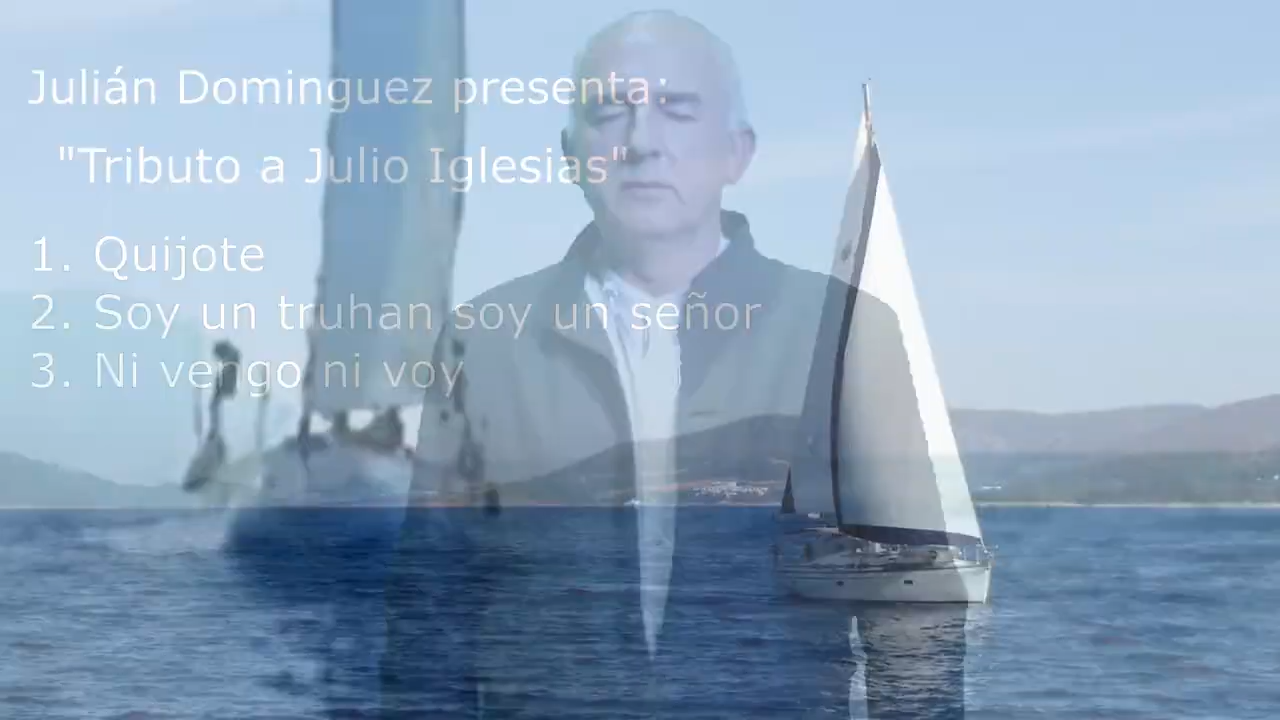 Julián Dominguez presenta:
"Tributo a Julio Iglesias"
1. Quijote
2. Soy un truhan soy un señor
3. Ni vengo ni voy